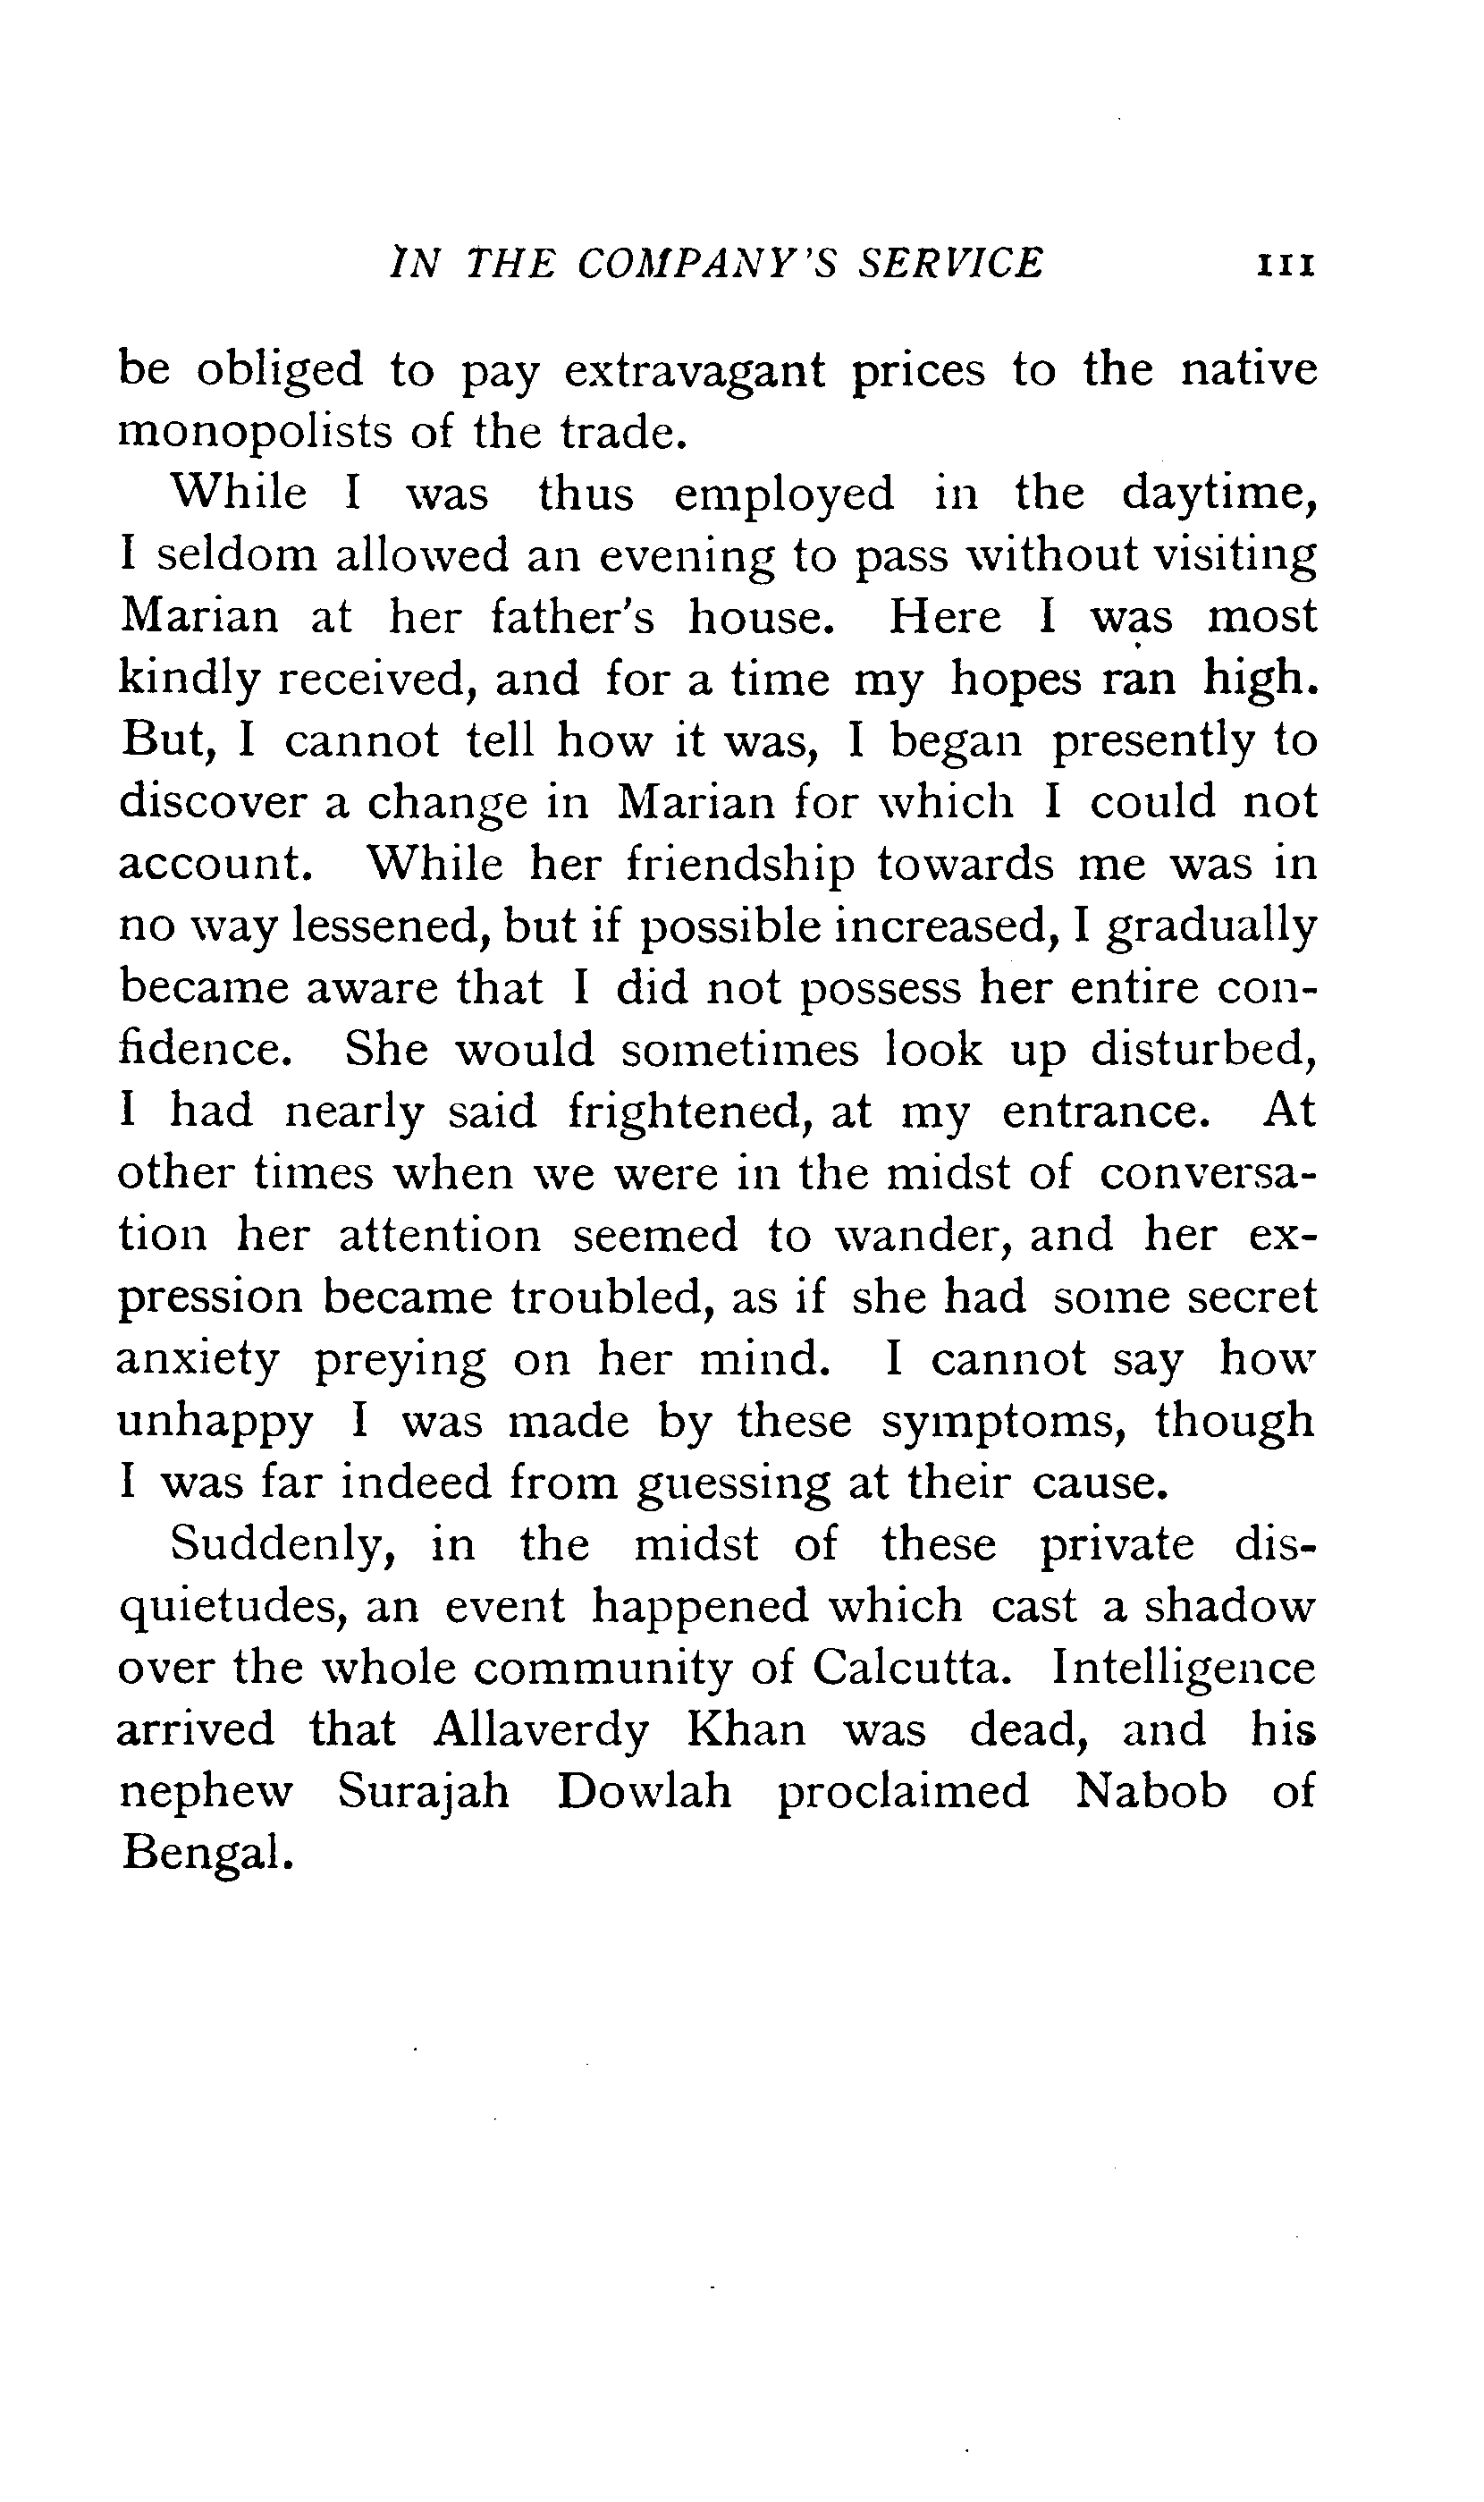 IN THE COMPANY'S SERVICE 111
be obliged to pay extravagant prices to the native
monopolists of the trade.
While I was thus employed in the daytime,
I seldom allowed an evening to pass without visiting
Marian at her father's house. Here I was most
kindly received, and for a time my hopes ran high.
But, I cannot tell how it was, I began presently to
discover a change in Marian for which I could not
account. While her friendship towards me was in
no way lessened, but if possible increased, I gradually
became aware that I did not possess her entire con-
fidence. She would sometimes look up disturbed,
I had nearly said frightened, at my entrance. At
other times when we were in the midst of conversa-
tion her attention seemed to wander, and her ex-
pression became troubled, as if she had some secret
anxiety preying on her mind. I cannot say how
unhappy I was made by these symptoms, though
I was far indeed from guessing at their cause.
Suddenly, in the midst of these private dis-
quietudes, an event happened which cast a shadow
over the whole community of Calcutta. Intelligence
arrived that Allaverdy Khan was dead, and his
nephew Surajah Dowlah proclaimed Nabob of
Bengal.